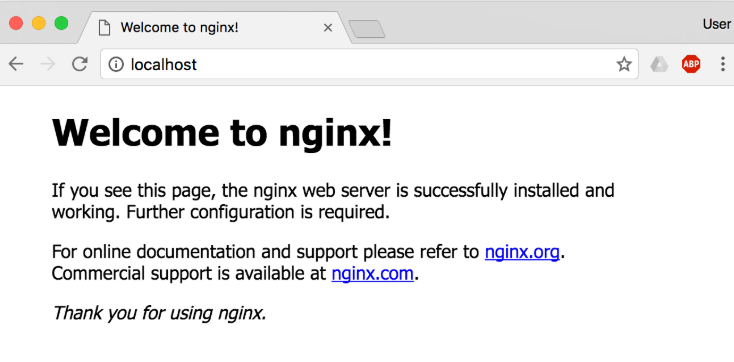 Welcome to nginx!
User
localhost
ABP
Welcome to nginx!
If you see this page, the nginx web server is successfully installed and
working. Further configuration is required.
For online documentation and support please refer to nginx.org.
Commercial support is available at nginx.com.
Thank you for using nginx.